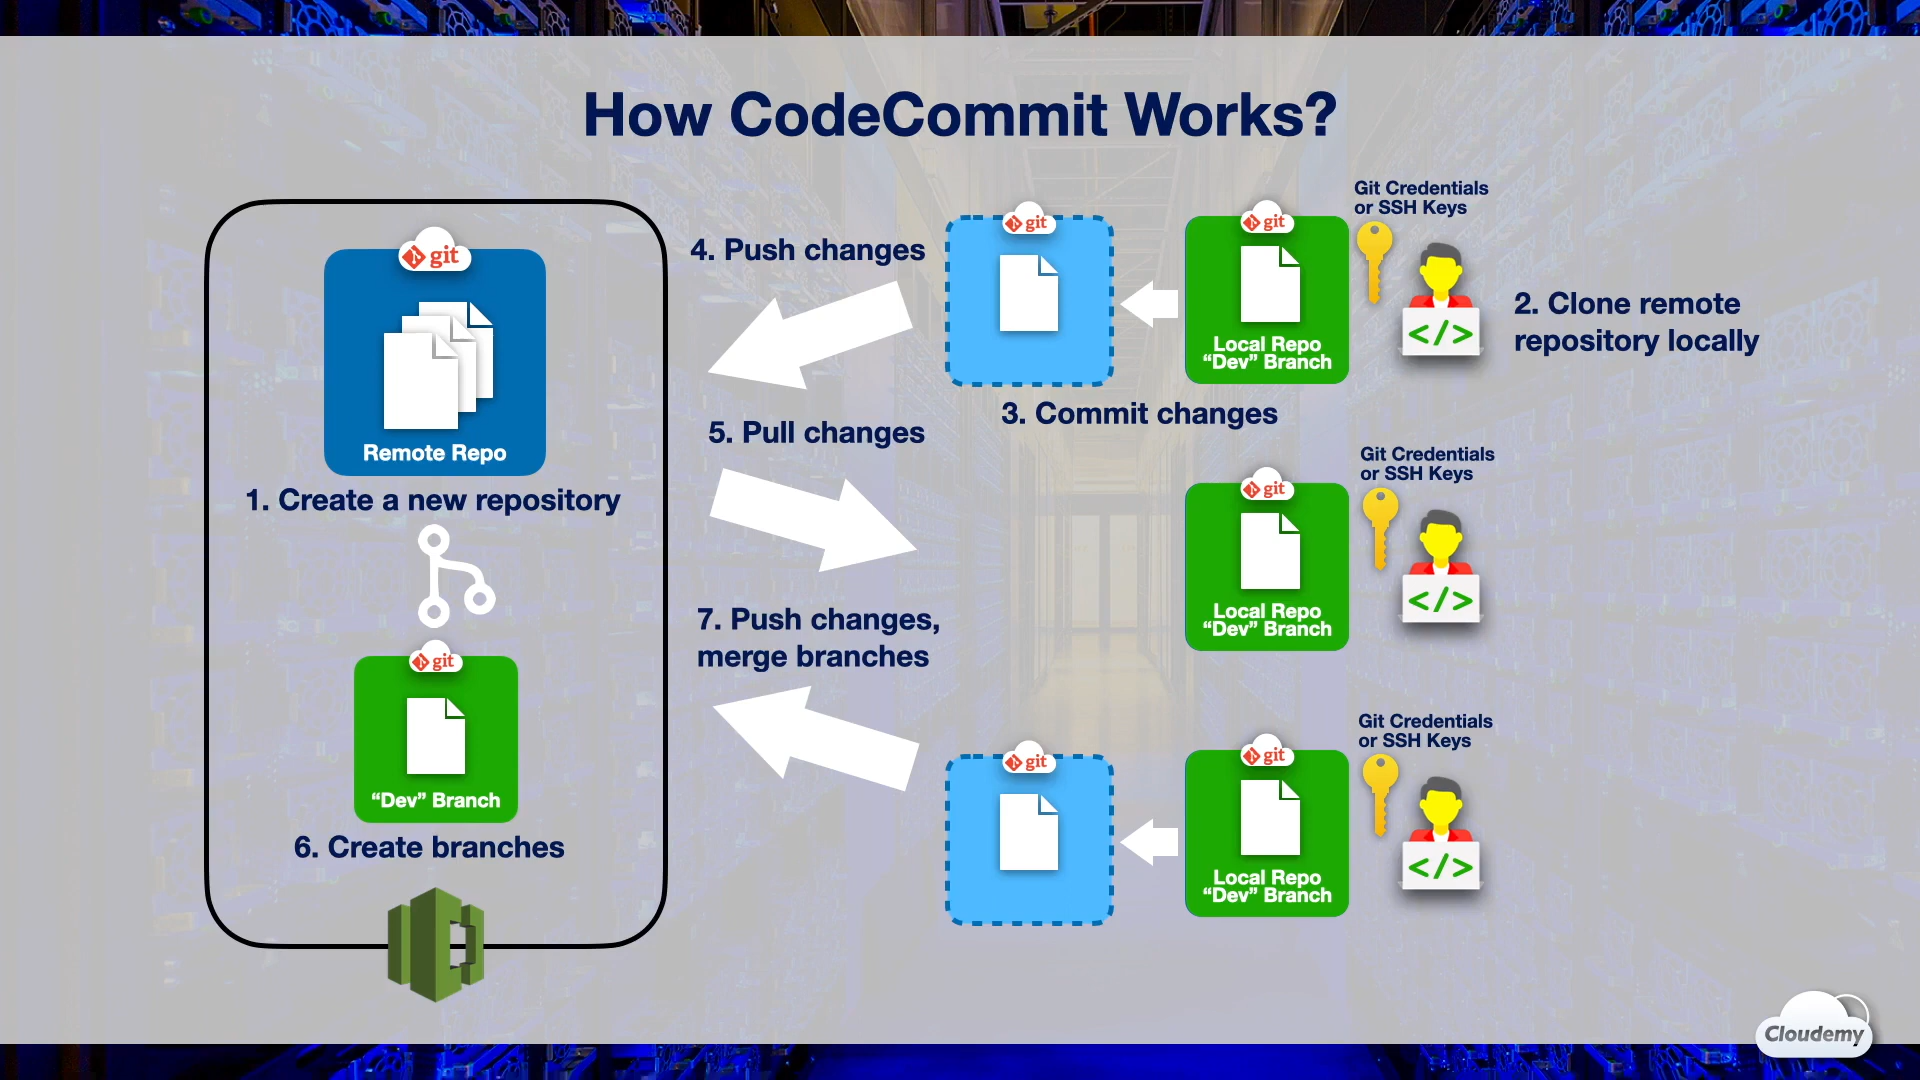 How CodeCommit Works?
git
Remote Repo
1. Create a new repository
git
"Dev" Branch
6. Create branches
4. Push changes
5. Pull changes
7. Push changes,
merge branches
git
git
Local Repo
“Dev” Branch
3. Commit changes
Git Credentials
or SSH Keys
</>
2. Clone remote
repository locally
git
Local Repo
“Dev” Branch
Git Credentials
or SSH Keys
</>
git
git
Local Repo
“Dev” Branch
Git Credentials
or SSH Keys
</>
Cloudemy